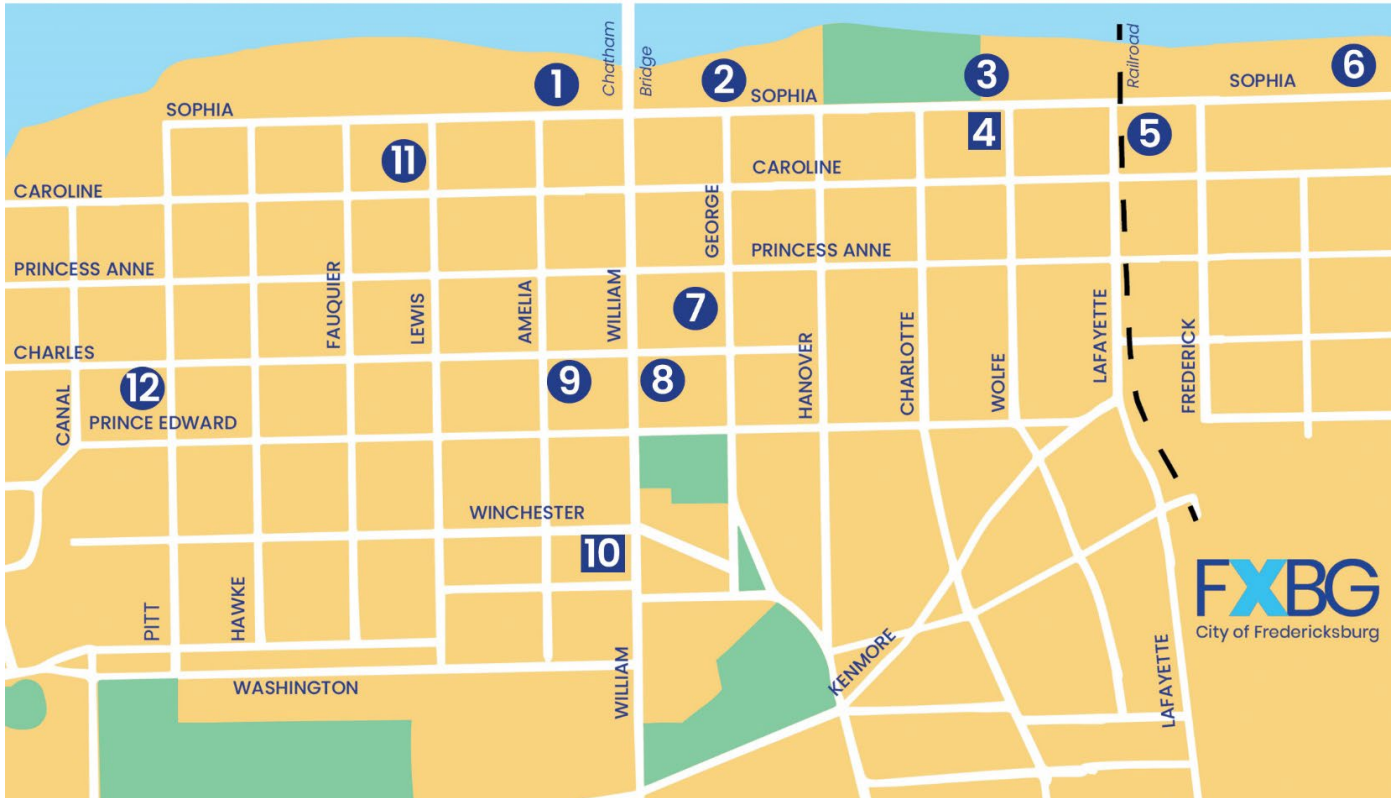 Chatham
Bridge
Railroad
1
2
3
6
SOPHIA
SOPHIA
SOPHIA
4
5
11
CAROLINE
CAROLINE
GEORGE
PRINCESS ANNE
PRINCESS ANNE
FAUQUIER
LEWIS
AMELIA
WILLIAM
7
HANOVER
CHARLOTTE
WOLFE
LAFAYETTE
FREDERICK
CHARLES
12
9
8
CANAL
PRINCE EDWARD
WINCHESTER
10
PITT
HAWKE
FXBG
City of Fredericksburg
WASHINGTON
WILLIAM
KENMORE
LAFAYETTE